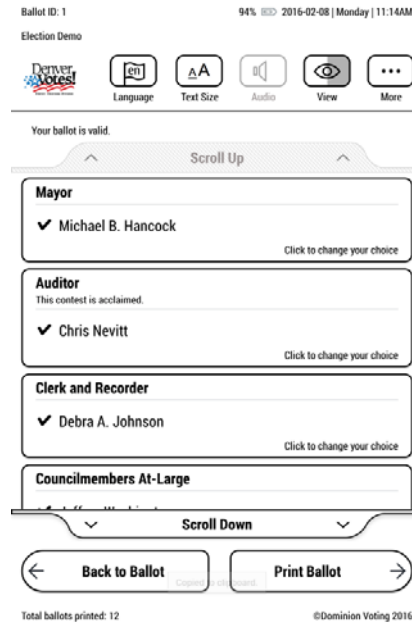 Ballot ID: 1
94% 2016-02-08 | Monday | 11:14AM
Election Demo
Denver Votes!
en
AA
Language
Text Size
Audio
View
More
Your ballot is valid.
Scroll Up
Mayor
✔ Michael B. Hancock
Click to change your choice
Auditor
This contest is acclaimed.
✔ Chris Nevitt
Click to change your choice
Clerk and Recorder
✔ Debra A. Johnson
Click to change your choice
Councilmembers At-Large
Scroll Down
Back to Ballot
Print Ballot
Copied to clipboard.
Total ballots printed: 12
©Dominion Voting 2016